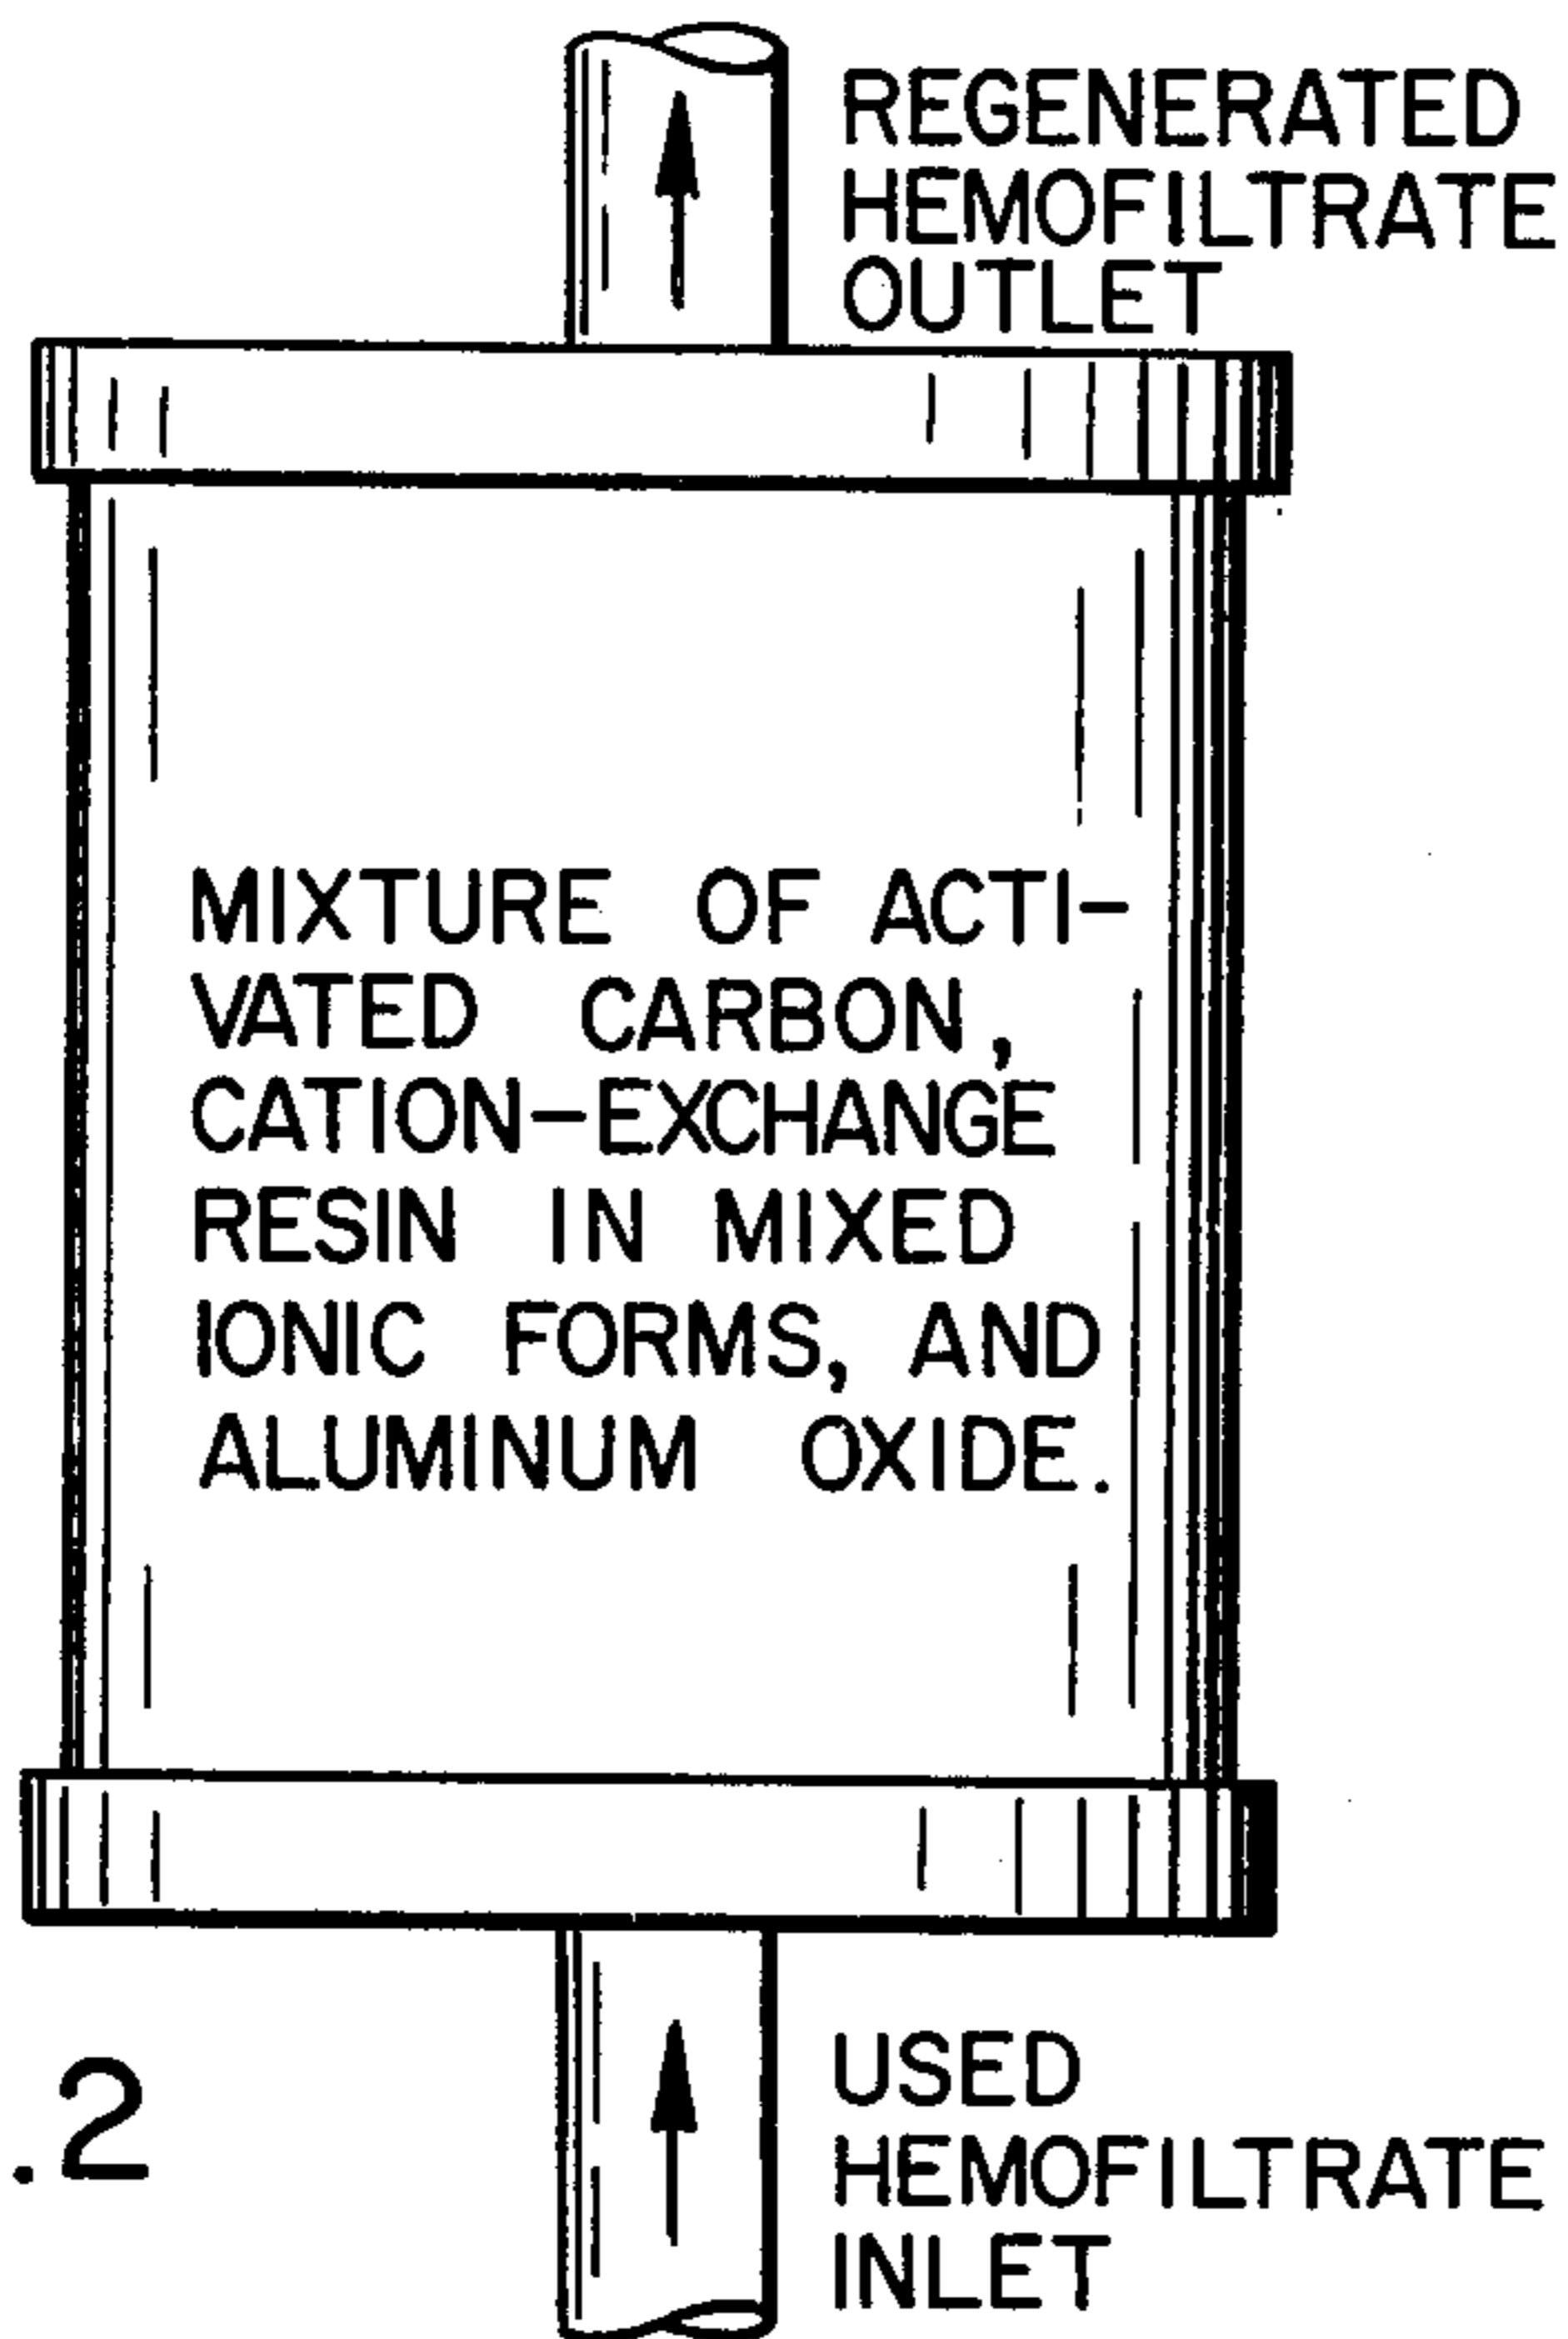 REGENERATED
HEMOFILTRATE
OUTLET
MIXTURE OF ACTI-
VATED CARBON,
CATION-EXCHANGE
RESIN IN MIXED
IONIC FORMS, AND
ALUMINUM OXIDE.
.2
USED
HEMOFILTRATE
INLET